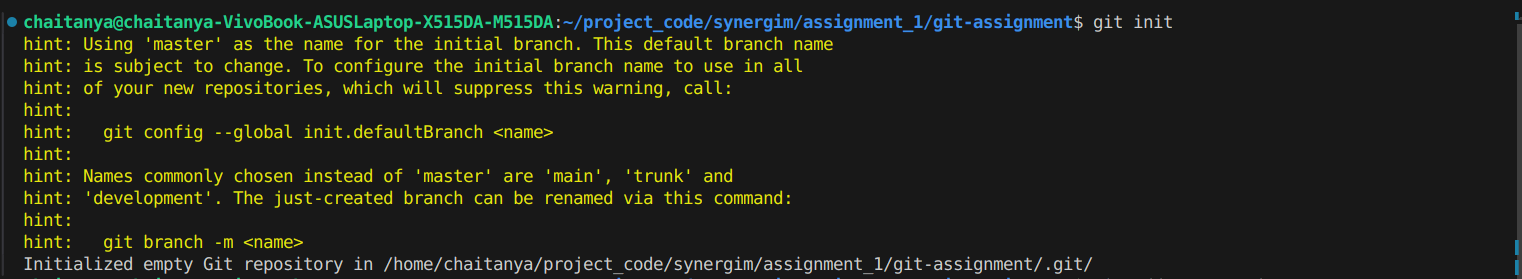 chaitanya@chaitanya-VivoBook-ASUSLaptop-X515DA-M515DA:~/project_code/synergim/assignment_1/git-assignment$ git init
hint: Using 'master' as the name for the initial branch. This default branch name
hint: is subject to change. To configure the initial branch name to use in all
hint: of your new repositories, which will suppress this warning, call:
hint:
hint:   git config --global init.defaultBranch <name>
hint:
hint: Names commonly chosen instead of 'master' are 'main', 'trunk' and
hint: 'development'. The just-created branch can be renamed via this command:
hint:
hint:   git branch -m <name>
Initialized empty Git repository in /home/chaitanya/project_code/synergim/assignment_1/git-assignment/.git/